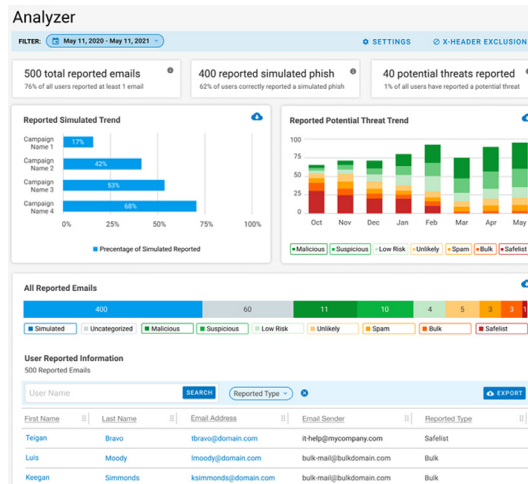 Analyzer
FILTER: May 11, 2020 - May 11, 2021
SETTINGS
X-HEADER EXCLUSION
500 total reported emails
76% of all users reported at least 1 email
400 reported simulated phish
62% of users correctly reported a simulated phish
40 potential threats reported
1% of all users have reported a potential threat
Reported Simulated Trend
Campaign
Name 1
17%
Campaign
Name 2
42%
Campaign
Name 3
53%
Campaign
Name 4
68%
0% 25% 50% 75% 100%
Precentage of Simulated Reported
Reported Potential Threat Trend
100
75
50
25
0
Oct Nov Dec Jan Feb Mar Apr May
Malicious Suspicious Low Risk Unlikely Spam Bulk Safelist
All Reported Emails
400 60 11 10 4 5 3 3 1
Simulated Uncategorized Malicious Suspicious Low Risk Unlikely Spam Bulk Safelist
User Reported Information
500 Reported Emails
User Name SEARCH Reported Type EXPORT
First Name Last Name Email Address Email Sender Reported Type
Teigan Bravo tbravo@domain.com it-help@mycompany.com Safelist
Luis Moody lmoody@domain.com bulk-mail@bulkdomain.com Bulk
Keegan Simmonds ksimmonds@domain.com bulk-mail@bulkdomain.com Bulk